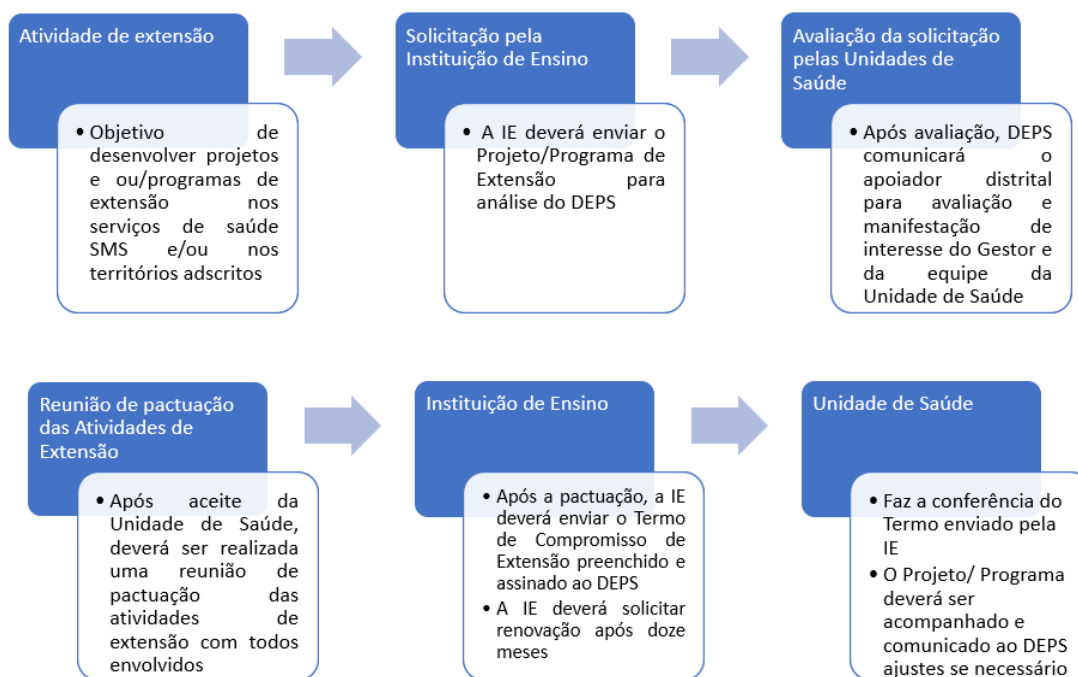 Atividade de extensão
• Objetivo de
desenvolver projetos
e ou/programas de
extensão nos
serviços de saúde
SMS e/ou nos
territórios adscritos
Solicitação pela
Instituição de Ensino
• A IE deverá enviar o
Projeto/Programa de
Extensão para
análise do DEPS
Avaliação da solicitação
pelas Unidades de
Saúde
• Após avaliação, DEPS
comunicará o
apoiador distrital
para avaliação e
manifestação de
interesse do Gestor e
da equipe da
Unidade de Saúde
Reunião de pactuação
das Atividades de
Extensão
• Após aceite da
Unidade de Saúde,
deverá ser realizada
uma reunião de
pactuação das
atividades de
extensão com todos
envolvidos
Instituição de Ensino
• Após a pactuação, a IE
deverá enviar o Termo
de Compromisso de
Extensão preenchido e
assinado ao DEPS
• A IE deverá solicitar
renovação após doze
meses
Unidade de Saúde
• Faz a conferência do
Termo enviado pela
IE
• O Projeto/ Programa
deverá ser
acompanhado e
comunicado ao DEPS
ajustes se necessário